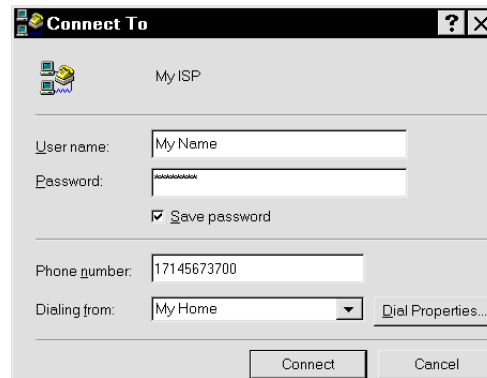 Connect To
My ISP
User name: My Name
Password: ********
Save password
Phone number: 17145673700
Dialing from: My Home Dial Properties...
Connect Cancel